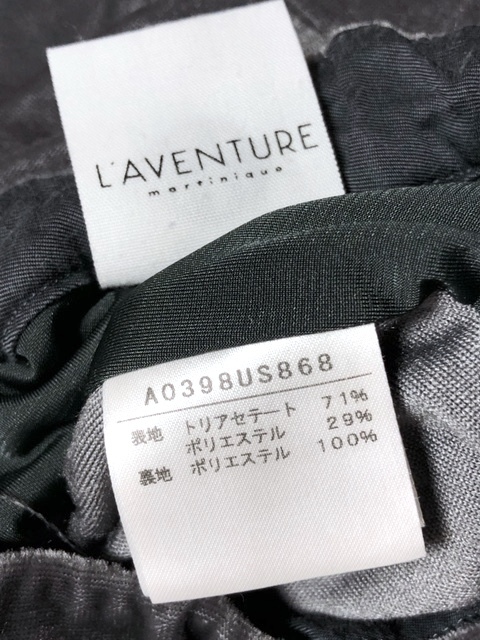 L'AVENTURE
martinique
A0398US868
表地 トリアセテート 71%
ポリエステル 29%
裏地 ポリエステル 100%